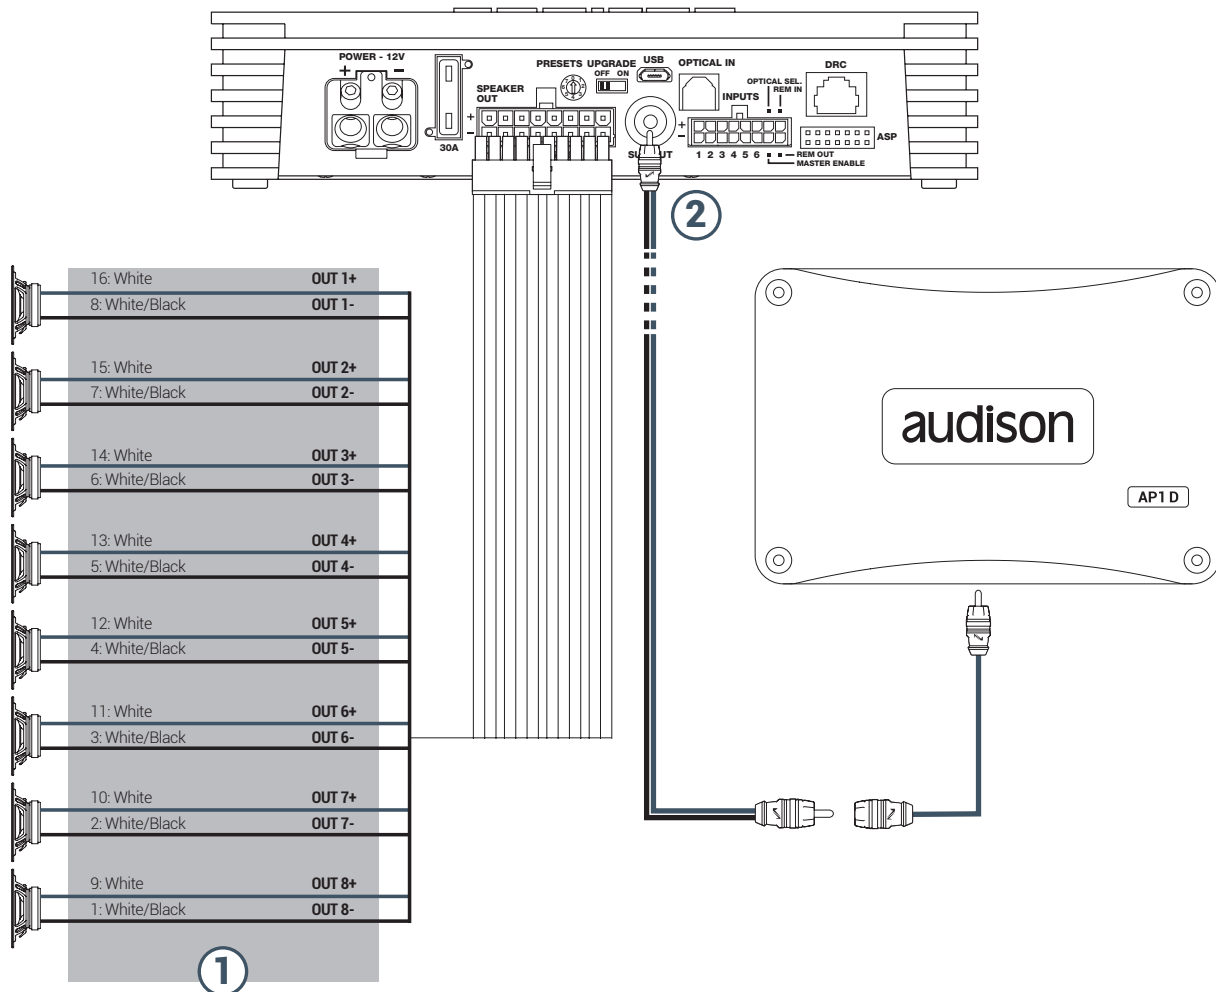 POWER - 12V
+ -
30A
SPEAKER
OUT
+
-
PRESETS
UPGRADE
OFF ON
USB
OPTICAL IN
OPTICAL SEL.
REM IN
DRC
INPUTS
+
-
1 2 3 4 5 6
ASP
REM OUT
MASTER ENABLE
2
16: White OUT 1+
8: White/Black OUT 1-
15: White OUT 2+
7: White/Black OUT 2-
14: White OUT 3+
6: White/Black OUT 3-
13: White OUT 4+
5: White/Black OUT 4-
12: White OUT 5+
4: White/Black OUT 5-
11: White OUT 6+
3: White/Black OUT 6-
10: White OUT 7+
2: White/Black OUT 7-
9: White OUT 8+
1: White/Black OUT 8-
1
audison
AP1 D